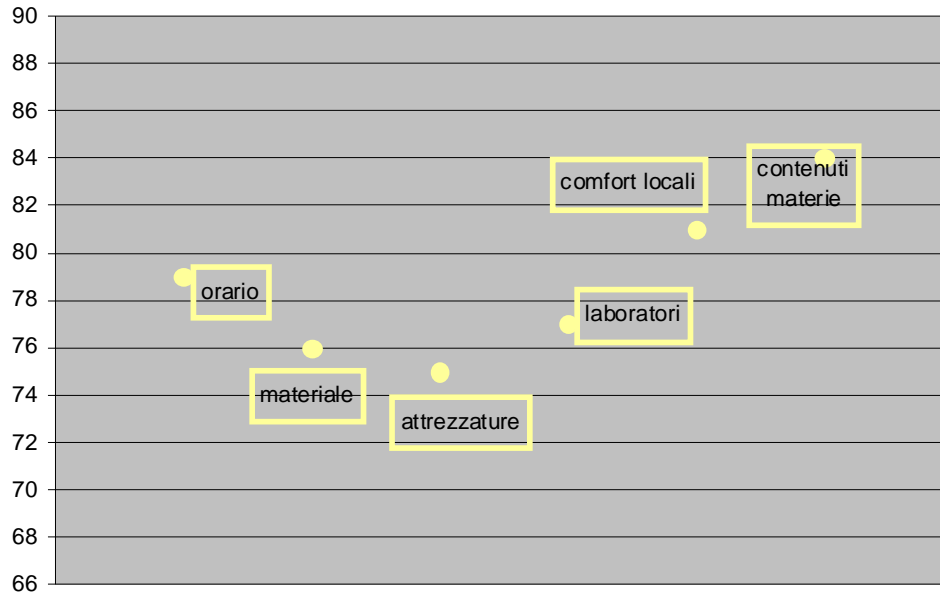 90
88
86
84
82
80
78
76
74
72
70
68
66
comfort locali
contenuti
materie
orario
laboratori
materiale
attrezzature